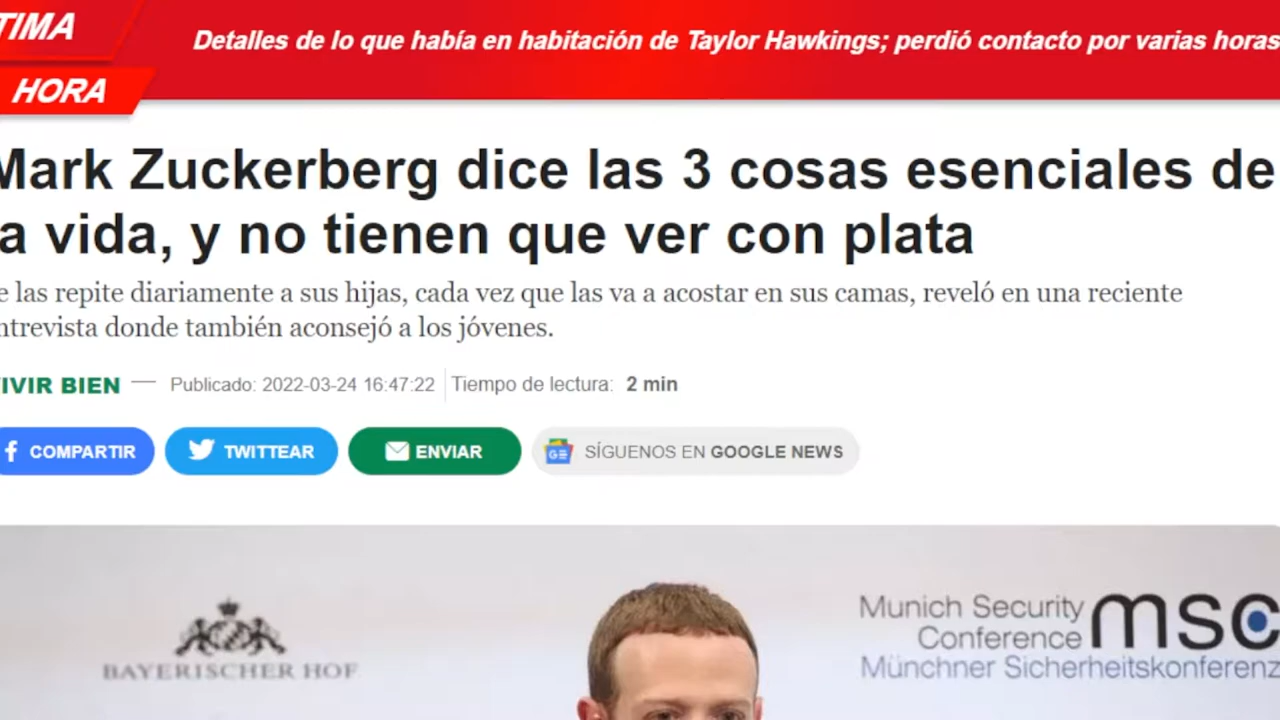 TIMA
Detalles de lo que había en habitación de Taylor Hawkings; perdió contacto por varias horas
HORA
Mark Zuckerberg dice las 3 cosas esenciales de
a vida, y no tienen que ver con plata
e las repite diariamente a sus hijas, cada vez que las va a acostar en sus camas, reveló en una reciente
ntrevista donde también aconsejó a los jóvenes.
IVIR BIEN — Publicado: 2022-03-24 16:47:22 Tiempo de lectura: 2 min
f COMPARTIR TWITTEAR ENVIAR GE SÍGUENOS EN GOOGLE NEWS
Munich Security msc
Conference
BAYERISCHER HOF Münchner Sicherheitskonferenz